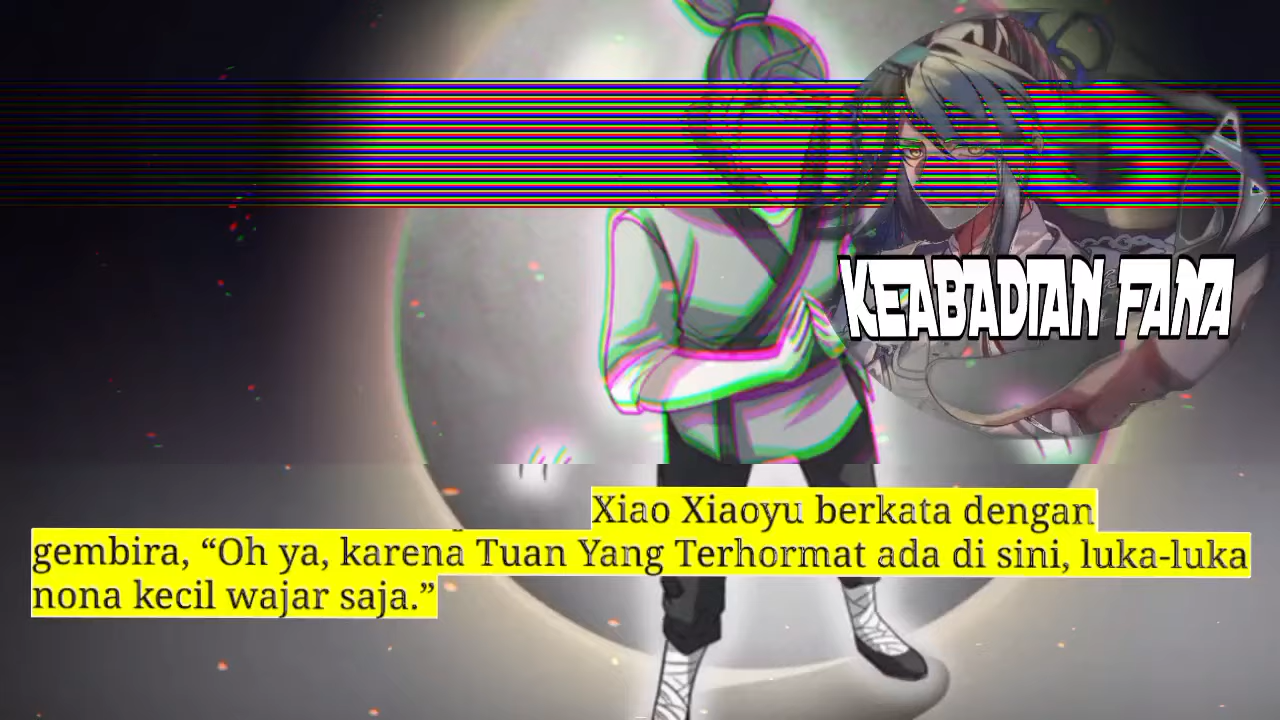 KEABADIAN FANA
Xiao Xiaoyu berkata dengan
gembira, “Oh ya, karena Tuan Yang Terhormat ada di sini, luka-luka
nona kecil wajar saja.”